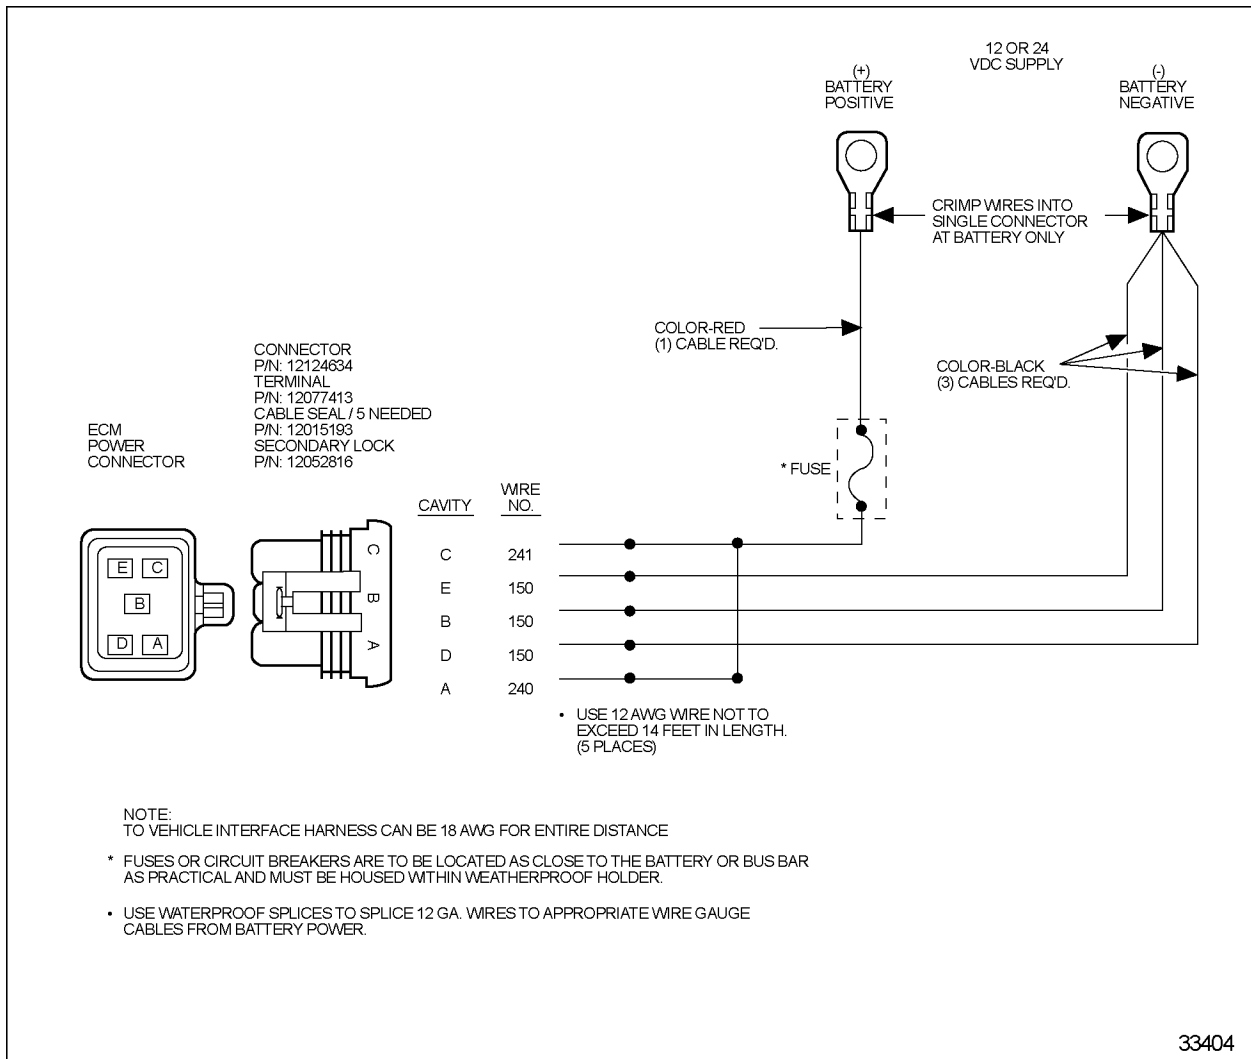 12 OR 24
VDC SUPPLY
(+)
BATTERY
POSITIVE
(-)
BATTERY
NEGATIVE
CRIMP WIRES INTO
SINGLE CONNECTOR
AT BATTERY ONLY
COLOR-RED
(1) CABLE REQ'D.
COLOR-BLACK
(3) CABLES REQ'D.
CONNECTOR
P/N: 12124634
TERMINAL
P/N: 12077413
CABLE SEAL / 5 NEEDED
P/N: 12015193
SECONDARY LOCK
P/N: 12052816
ECM
POWER
CONNECTOR
* FUSE
CAVITY
WIRE
NO.
E C
B
D A
C
B
A
C 241
E 150
B 150
D 150
A 240
• USE 12 AWG WIRE NOT TO
EXCEED 14 FEET IN LENGTH.
(5 PLACES)
NOTE:
TO VEHICLE INTERFACE HARNESS CAN BE 18 AWG FOR ENTIRE DISTANCE
* FUSES OR CIRCUIT BREAKERS ARE TO BE LOCATED AS CLOSE TO THE BATTERY OR BUS BAR
AS PRACTICAL AND MUST BE HOUSED WITHIN WEATHERPROOF HOLDER.
• USE WATERPROOF SPLICES TO SPLICE 12 GA. WIRES TO APPROPRIATE WIRE GAUGE
CABLES FROM BATTERY POWER.
33404